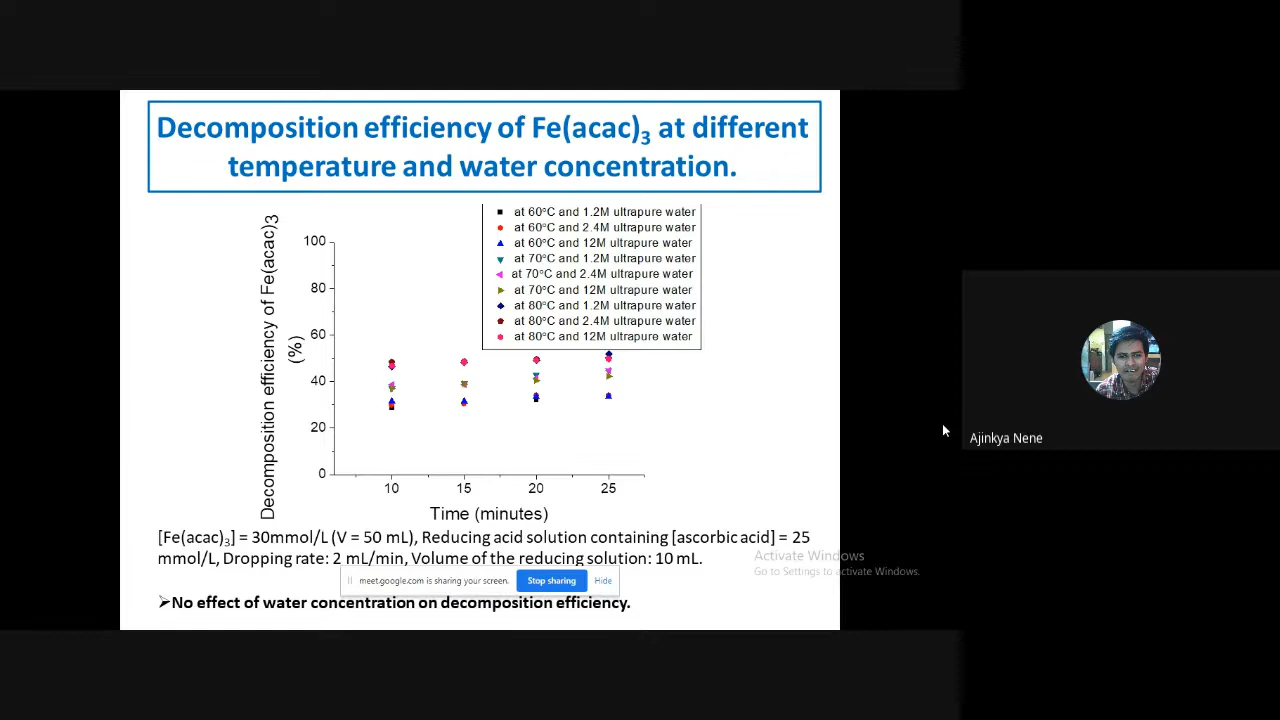 Decomposition efficiency of Fe(acac)₃ at different
temperature and water concentration.
Decomposition efficiency of Fe(acac)3
(%)
at 60°C and 1.2M ultrapure water
at 60°C and 2.4M ultrapure water
at 60°C and 12M ultrapure water
at 70°C and 1.2M ultrapure water
at 70°C and 2.4M ultrapure water
at 70°C and 12M ultrapure water
at 80°C and 1.2M ultrapure water
at 80°C and 2.4M ultrapure water
at 80°C and 12M ultrapure water
100
80
60
40
20
0
10 15 20 25
Time (minutes)
[Fe(acac)₃] = 30mmol/L (V = 50 mL), Reducing acid solution containing [ascorbic acid] = 25
mmol/L, Dropping rate: 2 mL/min, Volume of the reducing solution: 10 mL.
meet.google.com is sharing your screen. Stop sharing Hide
➤No effect of water concentration on decomposition efficiency.
Activate Windows
Go to Settings to activate Windows.
Ajinkya Nene